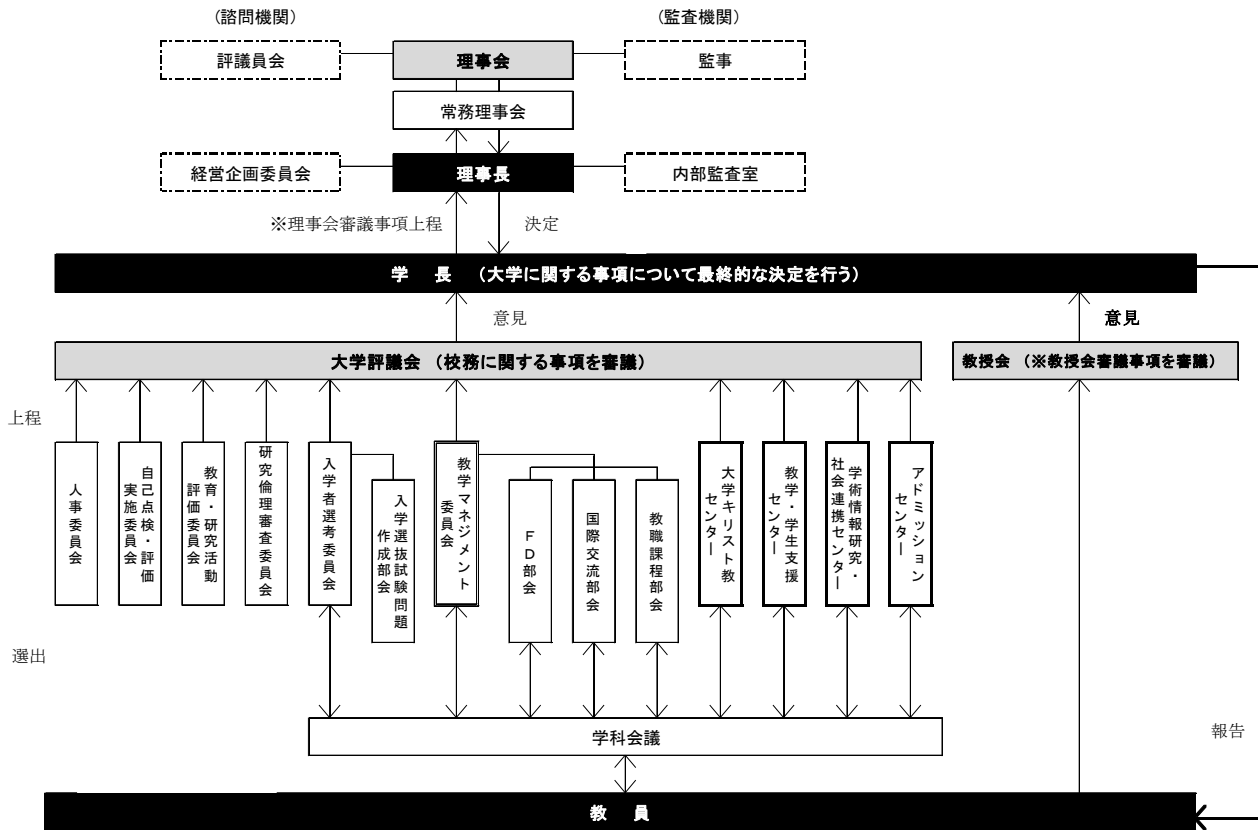 (諮問機関)
(監査機関)
評議員会
理事会
監事
常務理事会
経営企画委員会
理事長
内部監査室
※理事会審議事項上程
決定
学 長 (大学に関する事項について最終的な決定を行う)
意見
意見
大学評議会 (校務に関する事項を審議)
教授会 (※教授会審議事項を審議)
上程
人事委員会
自己点検・評価
実施委員会
教育・研究活動
評価委員会
研究倫理審査委員会
入学者選考委員会
入学選抜試験問題
作成部会
教学マネジメント
委員会
FD部会
国際交流部会
教職課程部会
大学キリスト教
センター
教学・学生支援
センター
学術情報研究・
社会連携センター
アドミッション
センター
選出
学科会議
報告
教 員